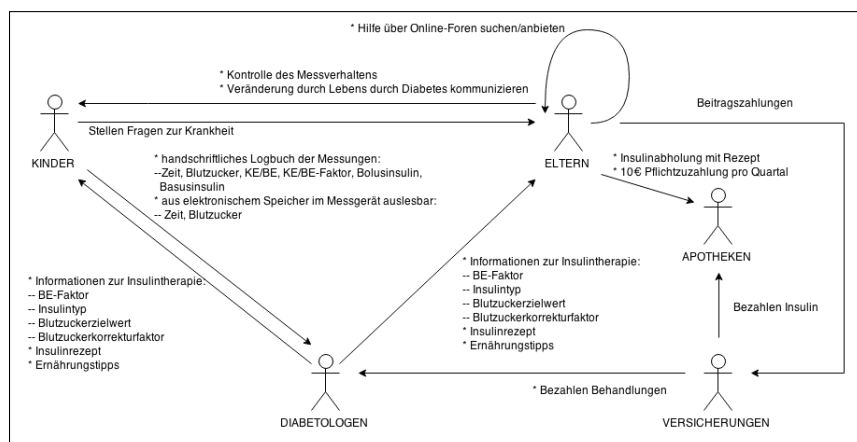 * Hilfe über Online-Foren suchen/anbieten
* Kontrolle des Messverhaltens
* Veränderung durch Lebens durch Diabetes kommunizieren
Beitragszahlungen
Stellen Fragen zur Krankheit
KINDER
ELTERN
* handschriftliches Logbuch der Messungen:
--Zeit, Blutzucker, KE/BE, KE/BE-Faktor, Bolusinsulin,
Basusinsulin
* aus elektronischem Speicher im Messgerät auslesbar:
-- Zeit, Blutzucker
* Insulinabholung mit Rezept
* 10€ Pflichtzuzahlung pro Quartal
APOTHEKEN
* Informationen zur Insulintherapie:
-- BE-Faktor
-- Insulintyp
-- Blutzuckerzielwert
-- Blutzuckerkorrekturfaktor
* Insulinrezept
* Ernährungstipps
* Informationen zur Insulintherapie:
-- BE-Faktor
-- Insulintyp
-- Blutzuckerzielwert
-- Blutzuckerkorrekturfaktor
* Insulinrezept
* Ernährungstipps
Bezahlen Insulin
* Bezahlen Behandlungen
DIABETOLOGEN
VERSICHERUNGEN